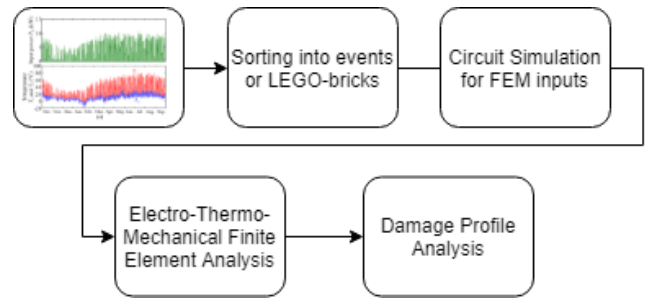 Sorting into events
or LEGO-bricks
Circuit Simulation
for FEM inputs
Electro-Thermo-
Mechanical Finite
Element Analysis
Damage Profile
Analysis